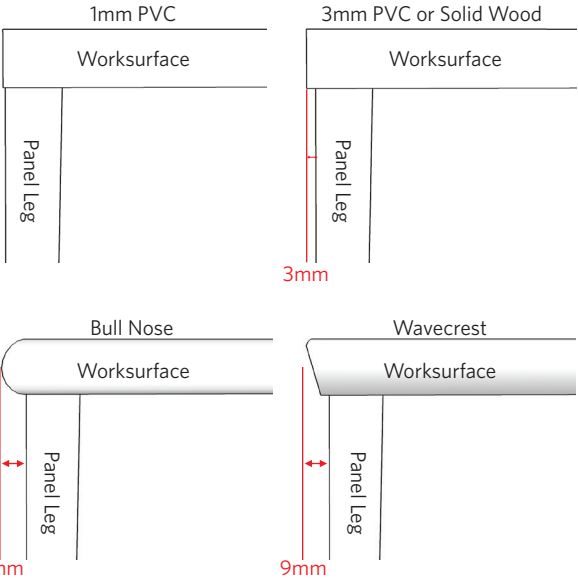 1mm PVC
Worksurface
Panel Leg
3mm PVC or Solid Wood
Worksurface
Panel Leg
3mm
Bull Nose
Worksurface
Panel Leg
Wavecrest
Worksurface
Panel Leg
9mm